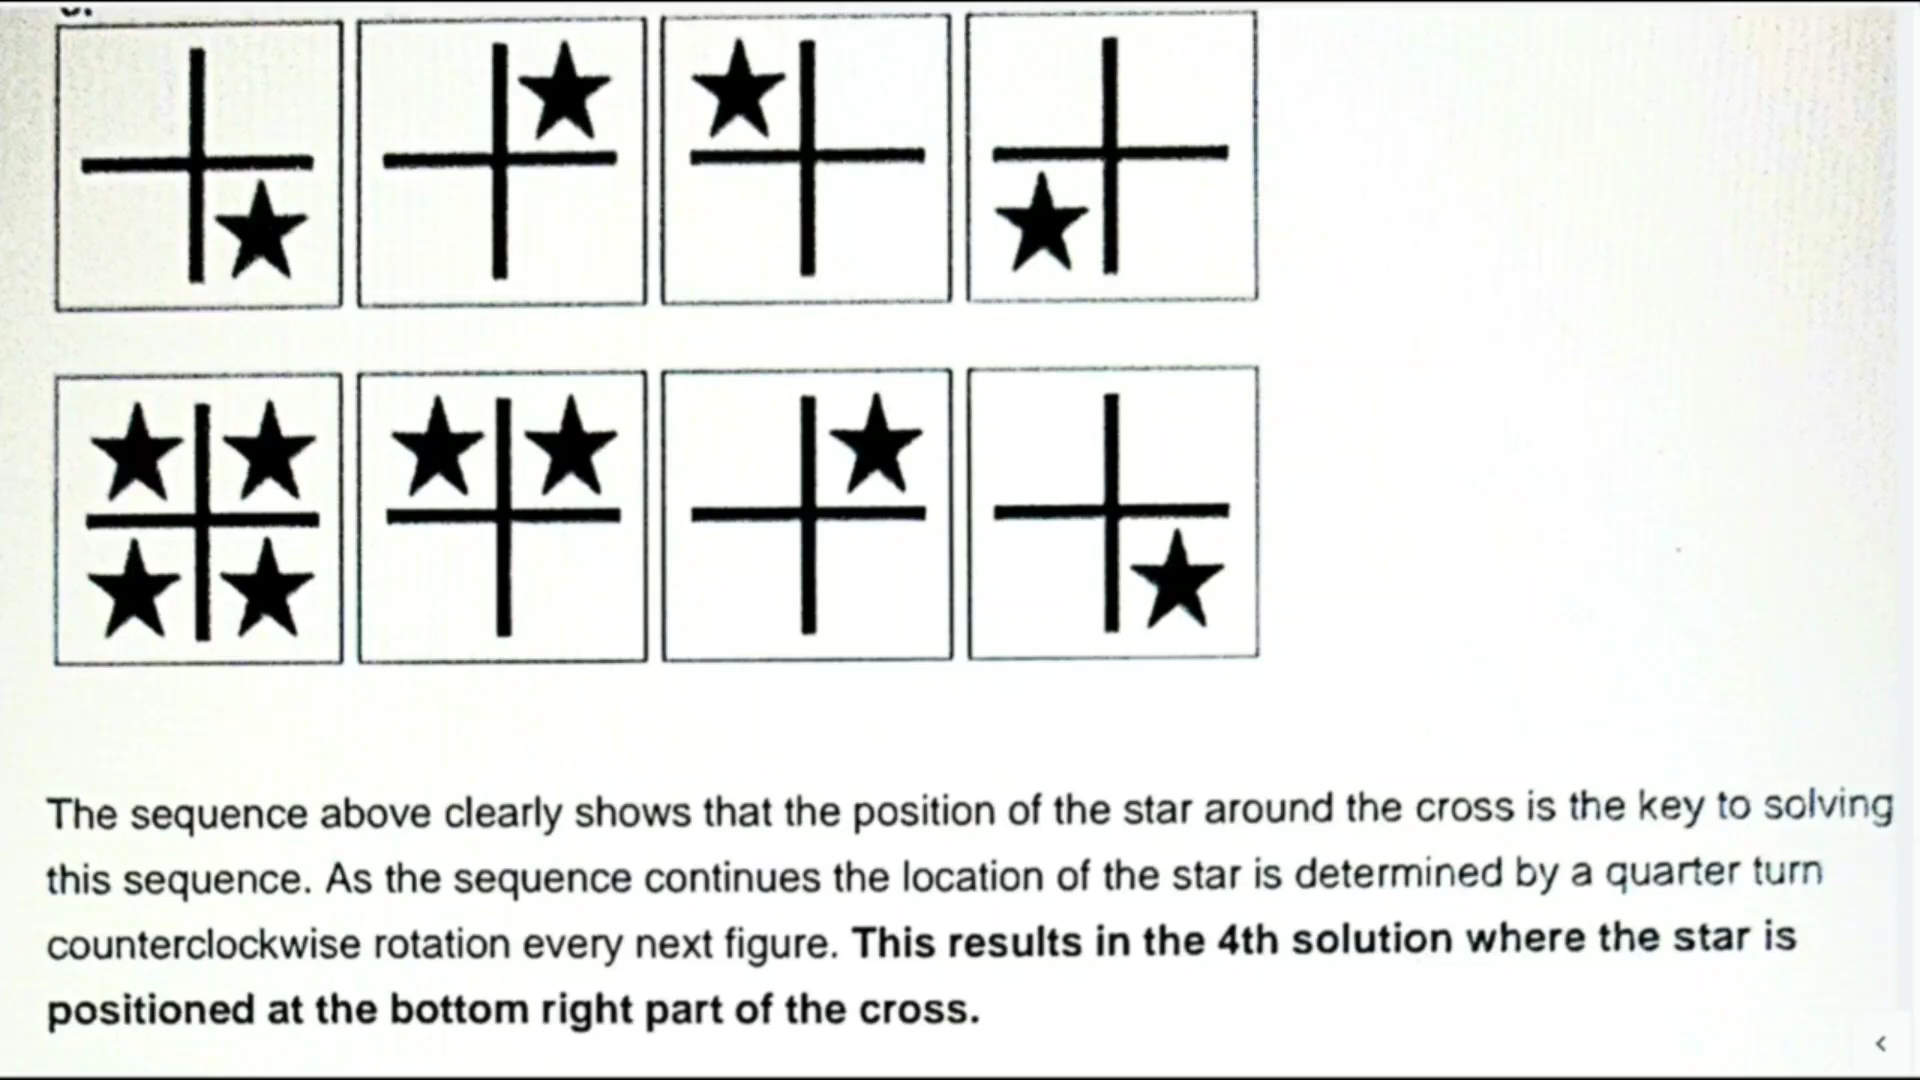 The sequence above clearly shows that the position of the star around the cross is the key to solving
this sequence. As the sequence continues the location of the star is determined by a quarter turn
counterclockwise rotation every next figure. This results in the 4th solution where the star is
positioned at the bottom right part of the cross.